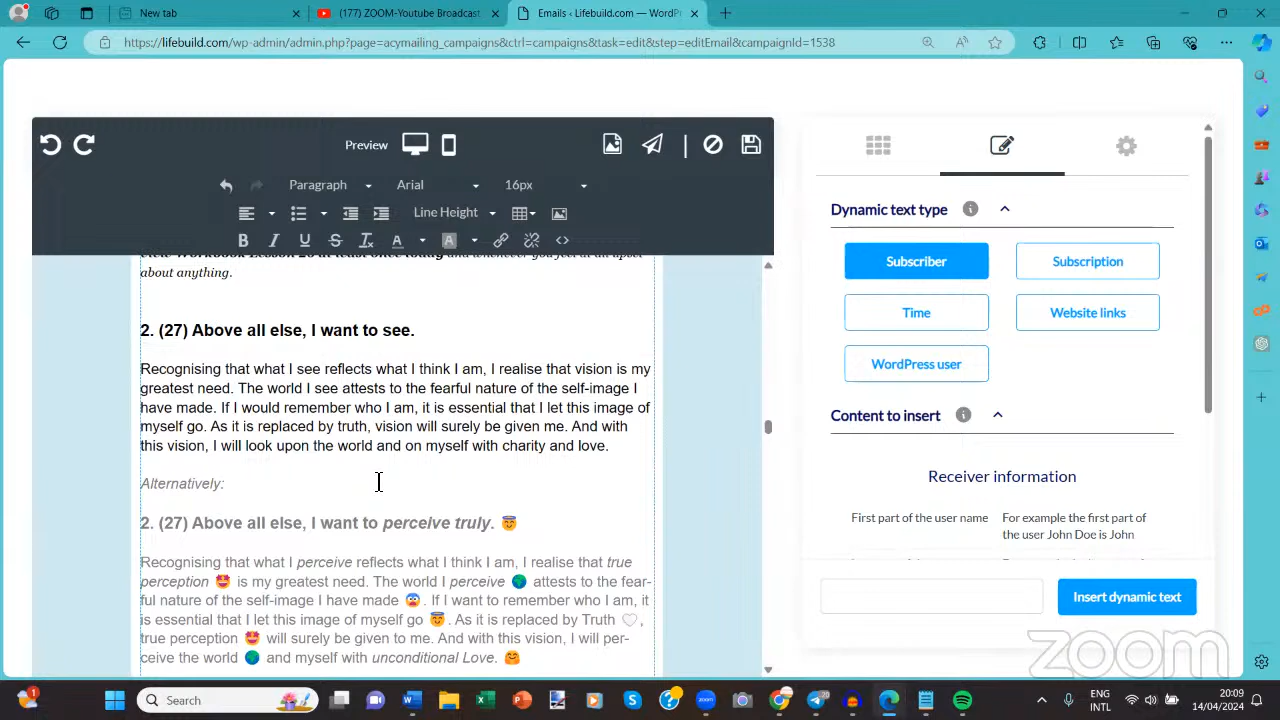 New tab
(177) ZOOM-Youtube Broadcast
Emails ‹ Lifebuild.com — WordPr
https://lifebuild.com/wp-admin/admin.php?page=acymailing_campaigns&ctrl=campaigns&task=edit&step=editEmail&campaignId=1538
Preview
Paragraph
Arial
16px
Line Height
about anything.
2. (27) Above all else, I want to see.
Recognising that what I see reflects what I think I am, I realise that vision is my
greatest need. The world I see attests to the fearful nature of the self-image I
have made. If I would remember who I am, it is essential that I let this image of
myself go. As it is replaced by truth, vision will surely be given me. And with
this vision, I will look upon the world and on myself with charity and love.
Alternatively:
2. (27) Above all else, I want to perceive truly. 😇
Recognising that what I perceive reflects what I think I am, I realise that true
perception 🤩 is my greatest need. The world I perceive 🌍 attests to the fear-
ful nature of the self-image I have made 😨. If I want to remember who I am, it
is essential that I let this image of myself go 😇. As it is replaced by Truth 🤍,
true perception 🤩 will surely be given to me. And with this vision, I will per-
ceive the world 🌍 and myself with unconditional Love. 🤗
Dynamic text type
Subscriber
Subscription
Time
Website links
WordPress user
Content to insert
Receiver information
First part of the user name
For example the first part of
the user John Doe is John
Insert dynamic text
zoom
Search
ENG
INTL
20:09
14/04/2024